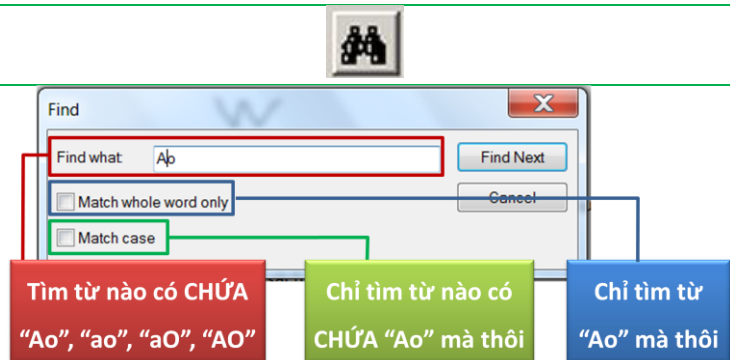 Find
Find what: Ao
Find Next
Match whole word only
Cancel
Match case
Tìm từ nào có CHỨA
“Ao”, “ao”, “aO”, “AO”
Chỉ tìm từ nào có
CHỨA “Ao” mà thôi
Chỉ tìm từ
“Ao” mà thôi